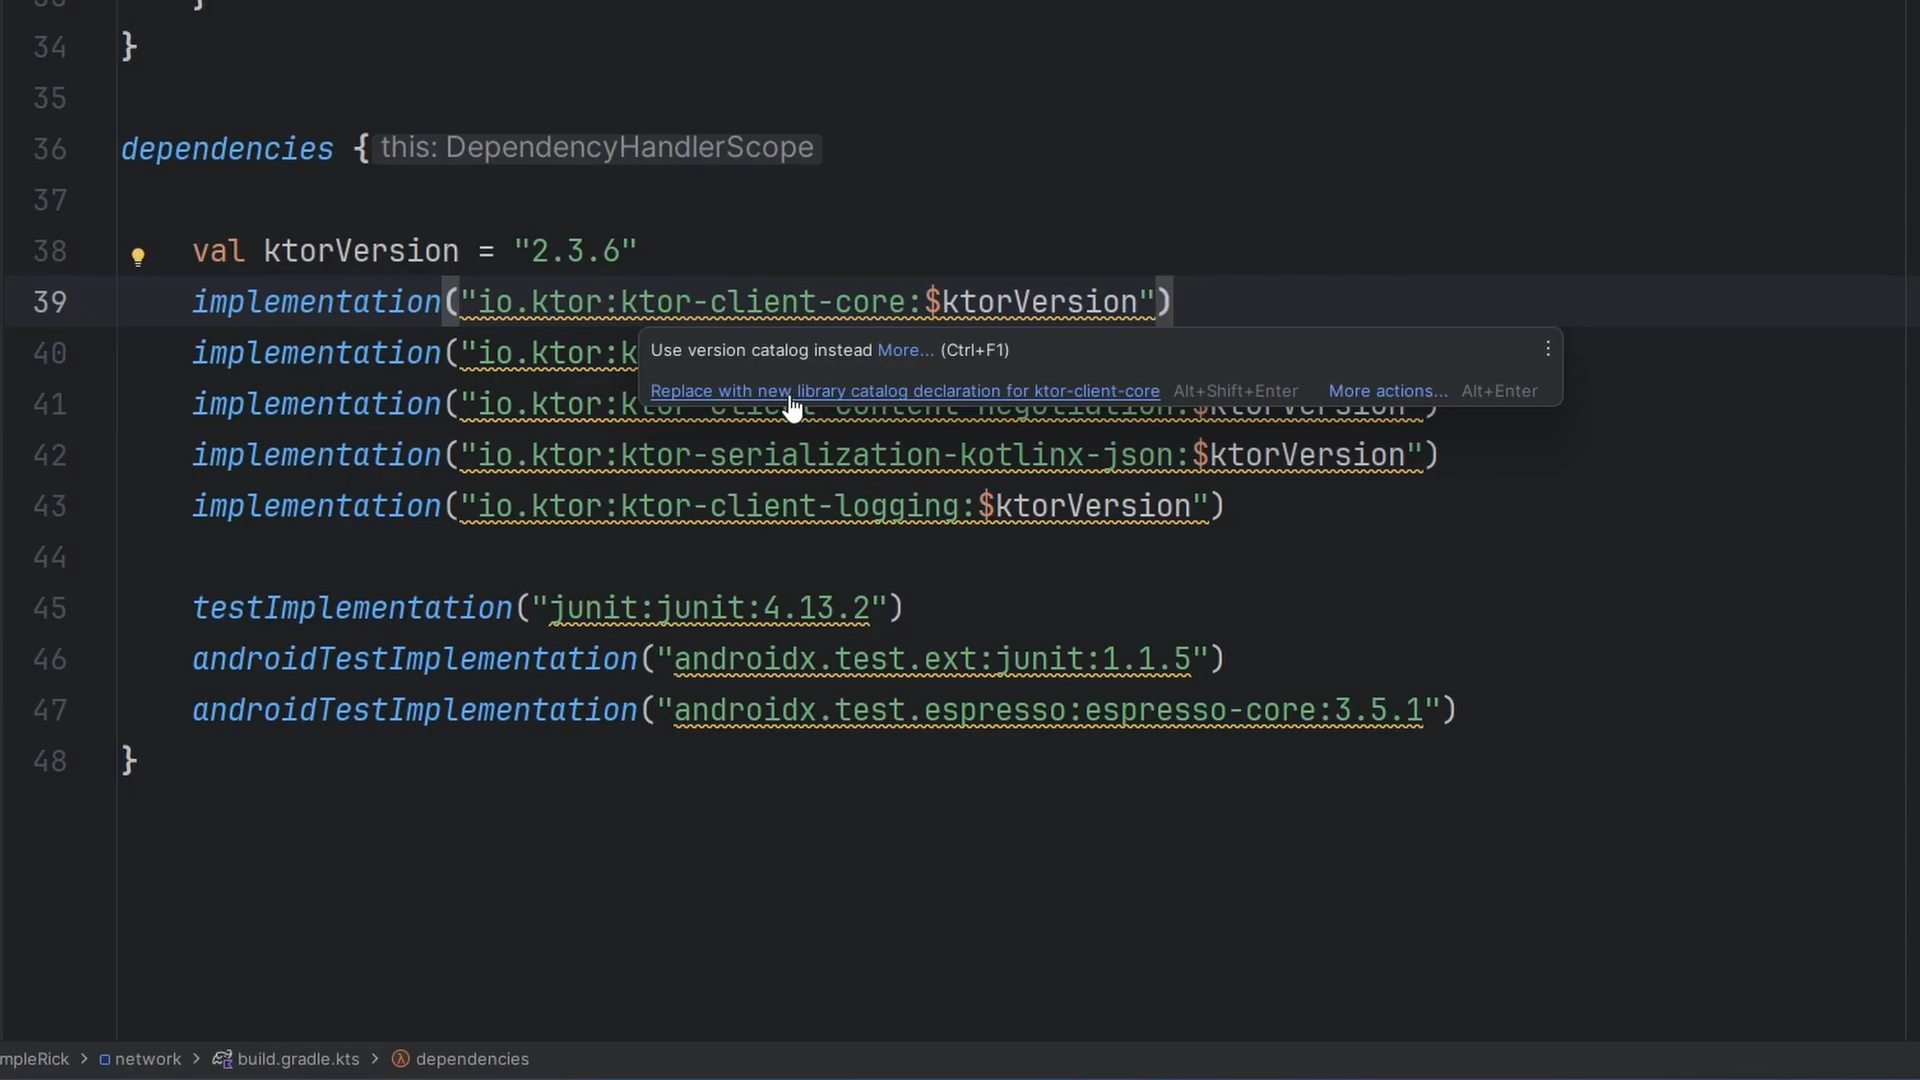 34 }
35
36 dependencies { this: DependencyHandlerScope
37
38 val ktorVersion = "2.3.6"
39 implementation("io.ktor:ktor-client-core:$ktorVersion")
40 implementation("io.ktor:k
Use version catalog instead More... (Ctrl+F1)
Replace with new library catalog declaration for ktor-client-core Alt+Shift+Enter More actions... Alt+Enter
41 implementation("io.ktor:ktor-client-content-negotiation:$ktorVersion")
42 implementation("io.ktor:ktor-serialization-kotlinx-json:$ktorVersion")
43 implementation("io.ktor:ktor-client-logging:$ktorVersion")
44
45 testImplementation("junit:junit:4.13.2")
46 androidTestImplementation("androidx.test.ext:junit:1.1.5")
47 androidTestImplementation("androidx.test.espresso:espresso-core:3.5.1")
48 }
mpleRick > network > build.gradle.kts > dependencies